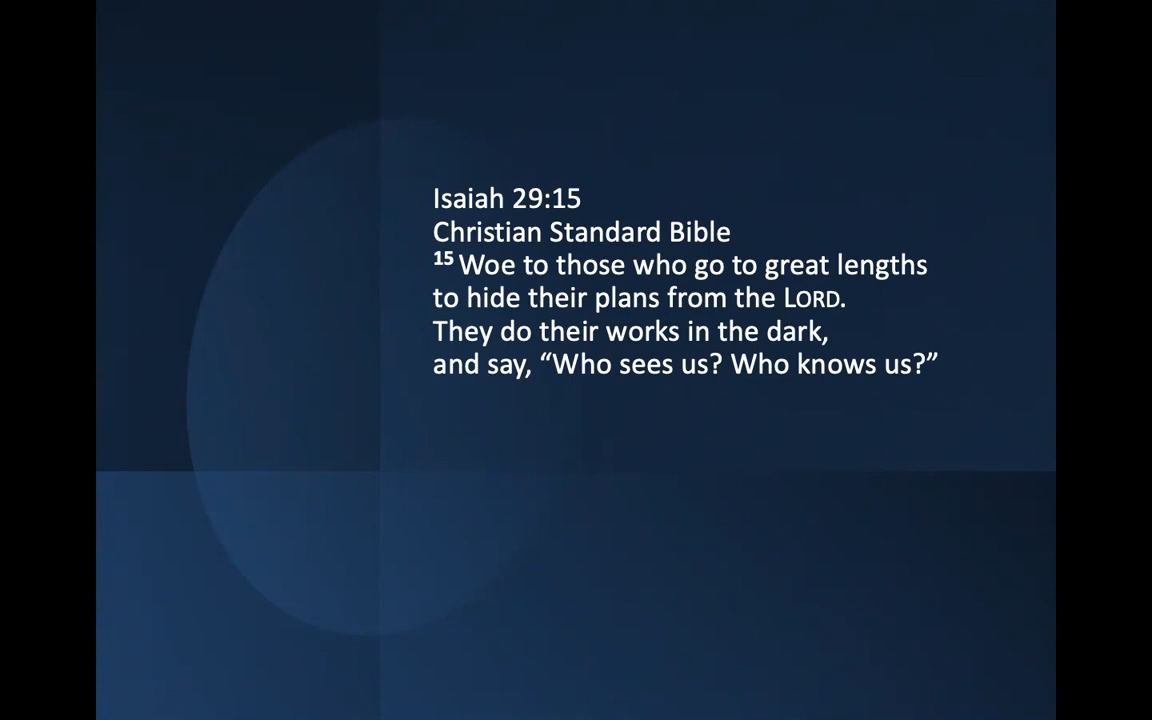 Isaiah 29:15
Christian Standard Bible
15 Woe to those who go to great lengths
to hide their plans from the LORD.
They do their works in the dark,
and say, “Who sees us? Who knows us?”